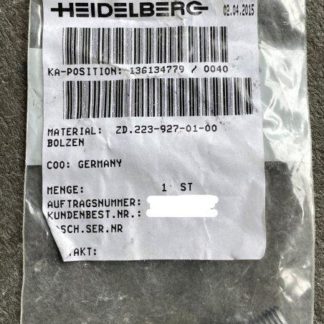 HEIDELBERG
02.04.2015
KA-POSITION: 136134779 / 0040
MATERIAL: ZD.223-927-01-00
BOLZEN
COO: GERMANY
MENGE: 1 ST
AUFTRAGSNUMMER:
KUNDENBEST.NR.:
SCH.SER.NR
AKT: